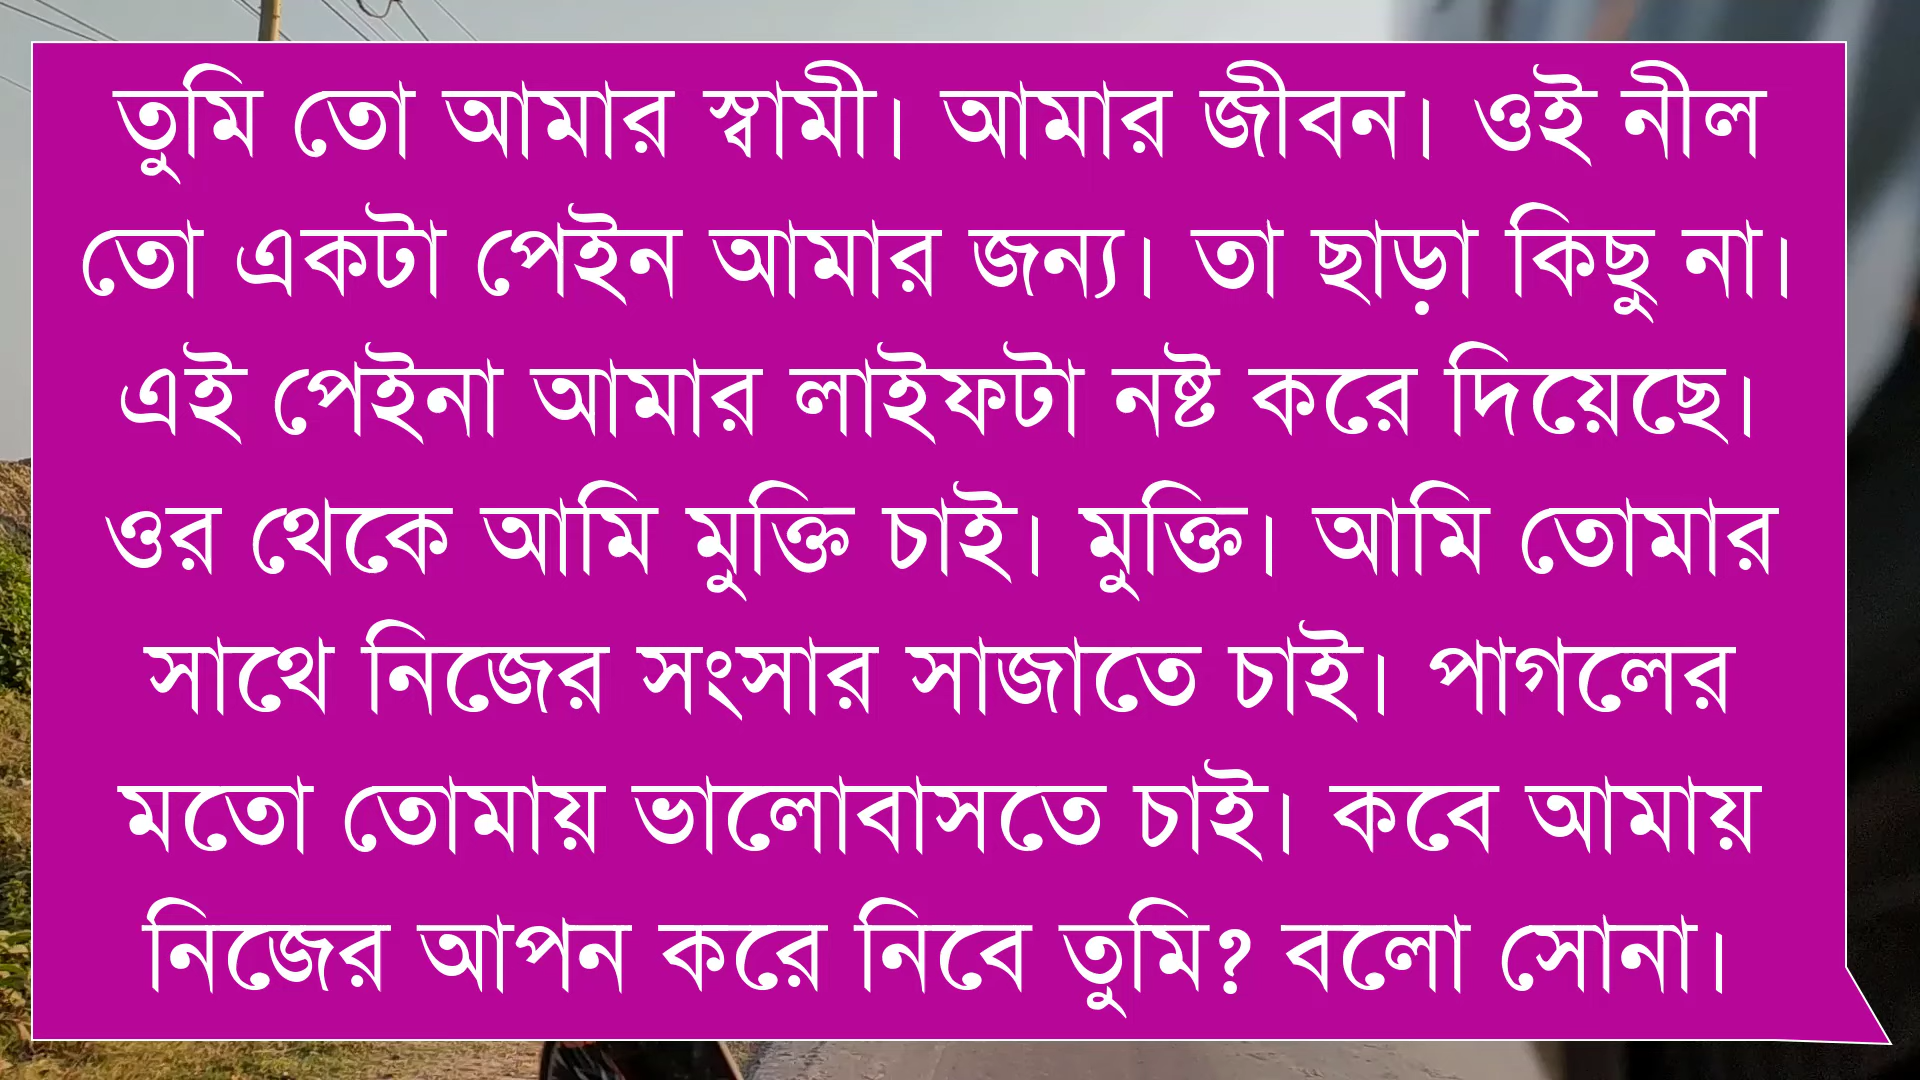 তুমি তো আমার স্বামী। আমার জীবন। ওই নীল
তো একটা পেইন আমার জন্য। তা ছাড়া কিছু না।
এই পেইনা আমার লাইফটা নষ্ট করে দিয়েছে।
ওর থেকে আমি মুক্তি চাই। মুক্তি। আমি তোমার
সাথে নিজের সংসার সাজাতে চাই। পাগলের
মতো তোমায় ভালোবাসতে চাই। কবে আমায়
নিজের আপন করে নিবে তুমি? বলো সোনা।